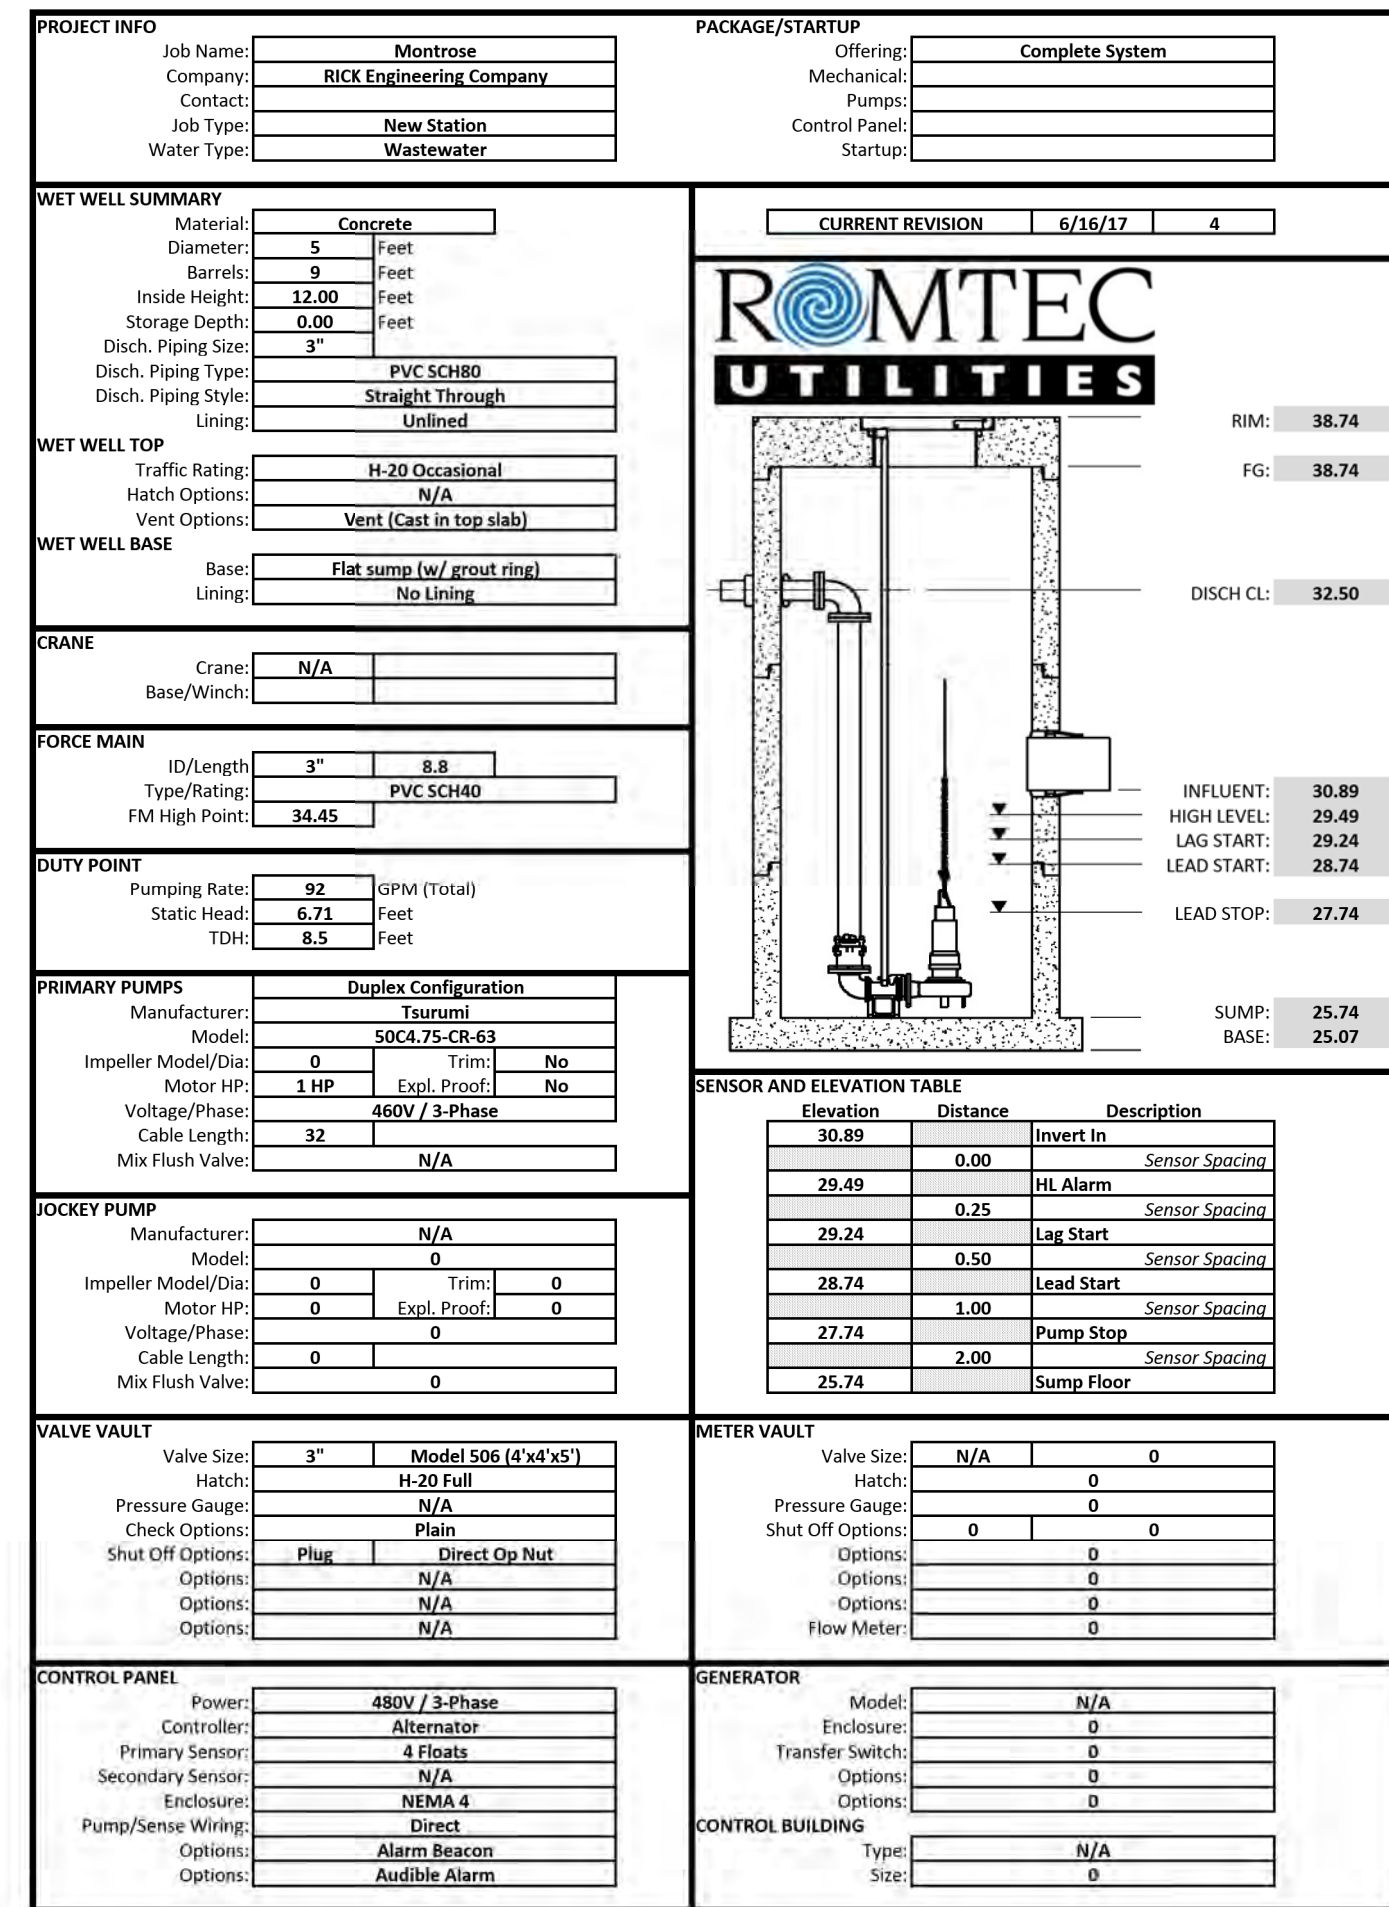 PROJECT INFO
Job Name: Montrose
Company: RICK Engineering Company
Contact:
Job Type: New Station
Water Type: Wastewater
PACKAGE/STARTUP
Offering: Complete System
Mechanical:
Pumps:
Control Panel:
Startup:
WET WELL SUMMARY
Material: Concrete
Diameter: 5 Feet
Barrels: 9 Feet
Inside Height: 12.00 Feet
Storage Depth: 0.00 Feet
Disch. Piping Size: 3"
Disch. Piping Type: PVC SCH80
Disch. Piping Style: Straight Through
Lining: Unlined
WET WELL TOP
Traffic Rating: H-20 Occasional
Hatch Options: N/A
Vent Options: Vent (Cast in top slab)
WET WELL BASE
Base: Flat sump (w/ grout ring)
Lining: No Lining
CRANE
Crane: N/A
Base/Winch:
FORCE MAIN
ID/Length 3" 8.8
Type/Rating: PVC SCH40
FM High Point: 34.45
DUTY POINT
Pumping Rate: 92 GPM (Total)
Static Head: 6.71 Feet
TDH: 8.5 Feet
PRIMARY PUMPS Duplex Configuration
Manufacturer: Tsurumi
Model: 50C4.75-CR-63
Impeller Model/Dia: 0 Trim: No
Motor HP: 1 HP Expl. Proof: No
Voltage/Phase: 460V / 3-Phase
Cable Length: 32
Mix Flush Valve: N/A
JOCKEY PUMP
Manufacturer: N/A
Model: 0
Impeller Model/Dia: 0 Trim: 0
Motor HP: 0 Expl. Proof: 0
Voltage/Phase: 0
Cable Length: 0
Mix Flush Valve: 0
CURRENT REVISION 6/16/17 4
ROMTEC
UTILITIES
RIM: 38.74
FG: 38.74
DISCH CL: 32.50
INFLUENT: 30.89
HIGH LEVEL: 29.49
LAG START: 29.24
LEAD START: 28.74
LEAD STOP: 27.74
SUMP: 25.74
BASE: 25.07
SENSOR AND ELEVATION TABLE
Elevation Distance Description
30.89 Invert In
0.00 Sensor Spacing
29.49 HL Alarm
0.25 Sensor Spacing
29.24 Lag Start
0.50 Sensor Spacing
28.74 Lead Start
1.00 Sensor Spacing
27.74 Pump Stop
2.00 Sensor Spacing
25.74 Sump Floor
VALVE VAULT
Valve Size: 3" Model 506 (4'x4'x5')
Hatch: H-20 Full
Pressure Gauge: N/A
Check Options: Plain
Shut Off Options: Plug Direct Op Nut
Options: N/A
Options: N/A
Options: N/A
METER VAULT
Valve Size: N/A 0
Hatch: 0
Pressure Gauge: 0
Shut Off Options: 0 0
Options: 0
Options: 0
Options: 0
Flow Meter: 0
CONTROL PANEL
Power: 480V / 3-Phase
Controller: Alternator
Primary Sensor: 4 Floats
Secondary Sensor: N/A
Enclosure: NEMA 4
Pump/Sense Wiring: Direct
Options: Alarm Beacon
Options: Audible Alarm
GENERATOR
Model: N/A
Enclosure: 0
Transfer Switch: 0
Options: 0
Options: 0
CONTROL BUILDING
Type: N/A
Size: 0